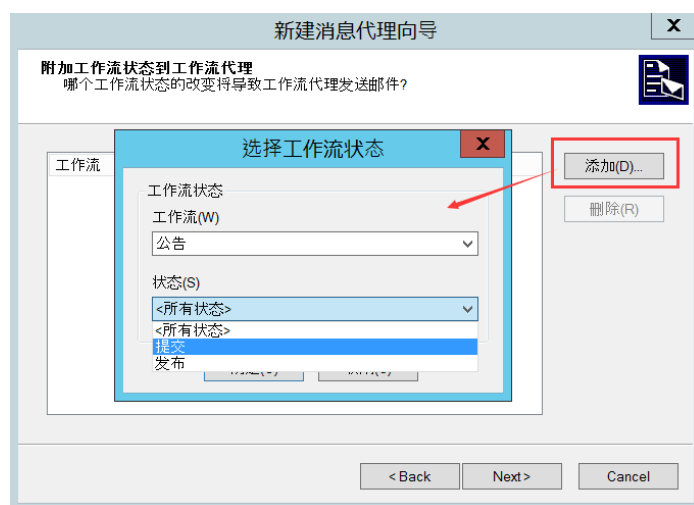 新建消息代理向导
x
附加工作流状态到工作流代理
哪个工作流状态的改变将导致工作流代理发送邮件?
选择工作流状态
x
工作流
添加(D)...
工作流状态
工作流(W)
删除(R)
公告
状态(S)
<所有状态>
<所有状态>
提交
发布
< Back
Next >
Cancel